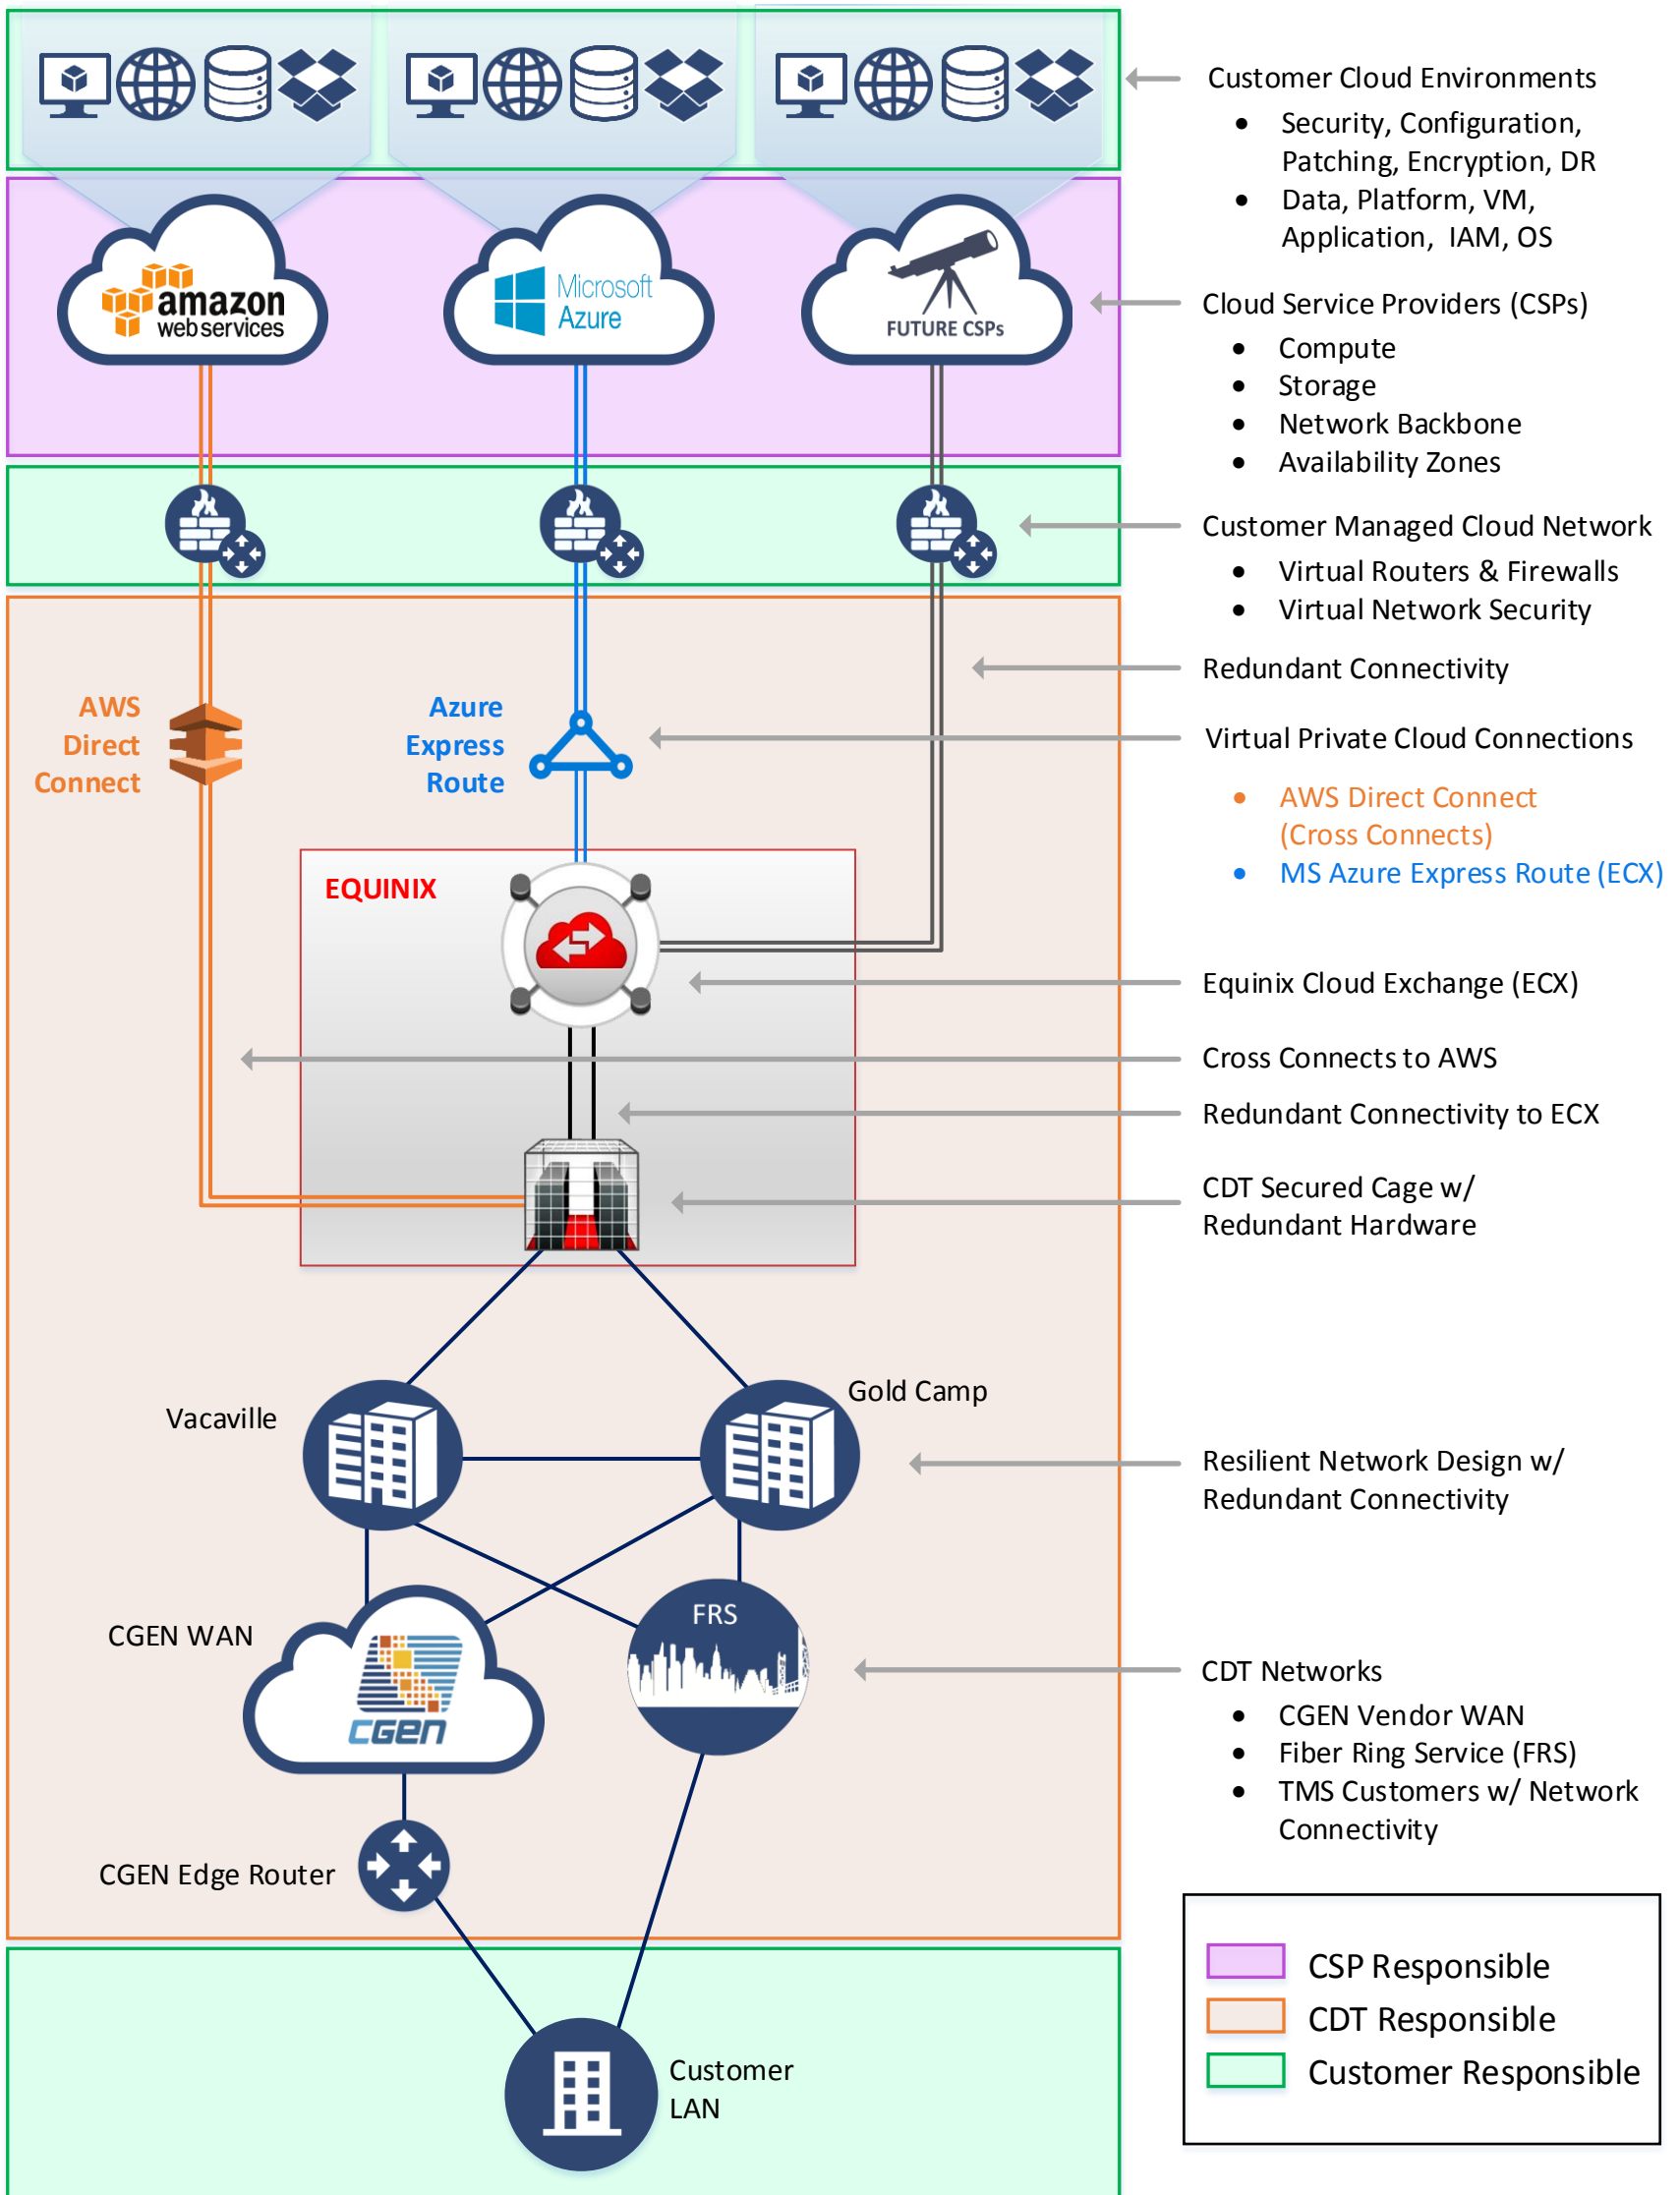 Customer Cloud Environments
• Security, Configuration,
Patching, Encryption, DR
• Data, Platform, VM,
Application, IAM, OS
amazon
web services
Microsoft
Azure
FUTURE CSPs
Cloud Service Providers (CSPs)
• Compute
• Storage
• Network Backbone
• Availability Zones
Customer Managed Cloud Network
• Virtual Routers & Firewalls
• Virtual Network Security
Redundant Connectivity
AWS
Direct
Connect
Azure
Express
Route
Virtual Private Cloud Connections
• AWS Direct Connect
(Cross Connects)
• MS Azure Express Route (ECX)
EQUINIX
Equinix Cloud Exchange (ECX)
Cross Connects to AWS
Redundant Connectivity to ECX
CDT Secured Cage w/
Redundant Hardware
Vacaville
Gold Camp
Resilient Network Design w/
Redundant Connectivity
CGEN WAN
CGEN
FRS
CDT Networks
• CGEN Vendor WAN
• Fiber Ring Service (FRS)
• TMS Customers w/ Network
Connectivity
CGEN Edge Router
Customer
LAN
CSP Responsible
CDT Responsible
Customer Responsible